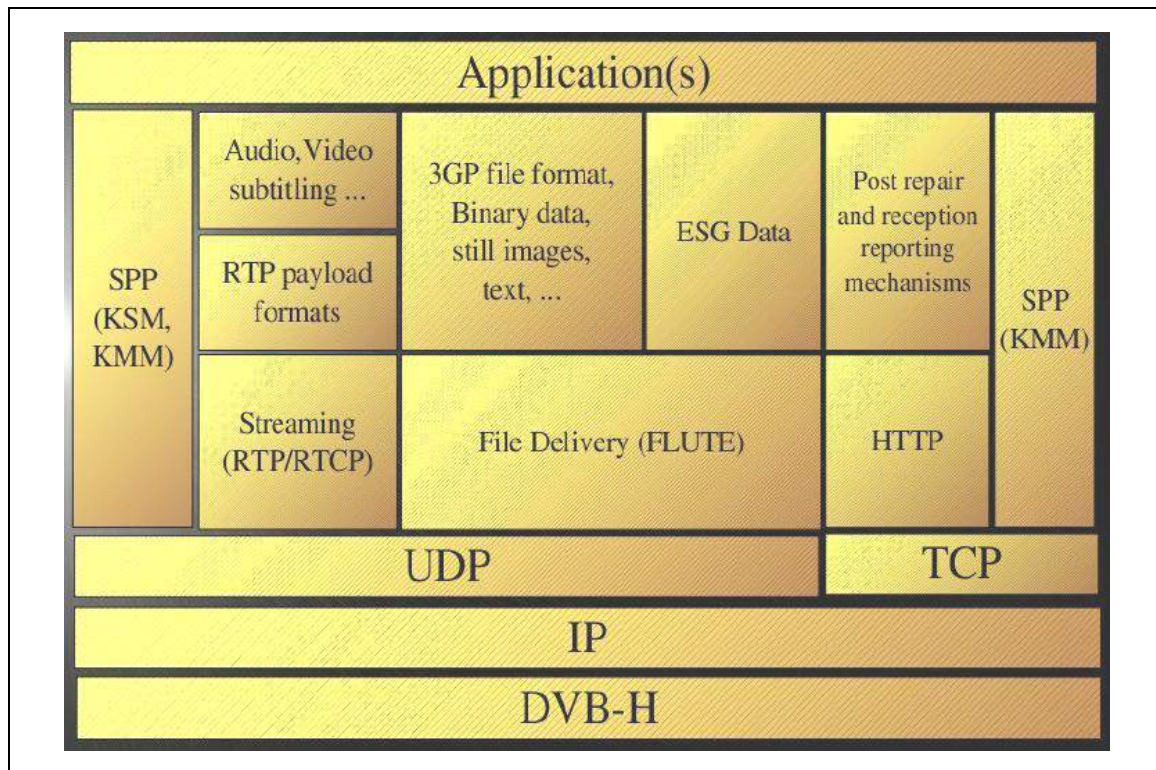 Application(s)
SPP
(KSM,
KMM)
Audio,Video
subtitling ...
RTP payload
formats
Streaming
(RTP/RTCP)
3GP file format,
Binary data,
still images,
text, ...
ESG Data
File Delivery (FLUTE)
Post repair
and reception
reporting
mechanisms
HTTP
SPP
(KMM)
UDP
TCP
IP
DVB-H